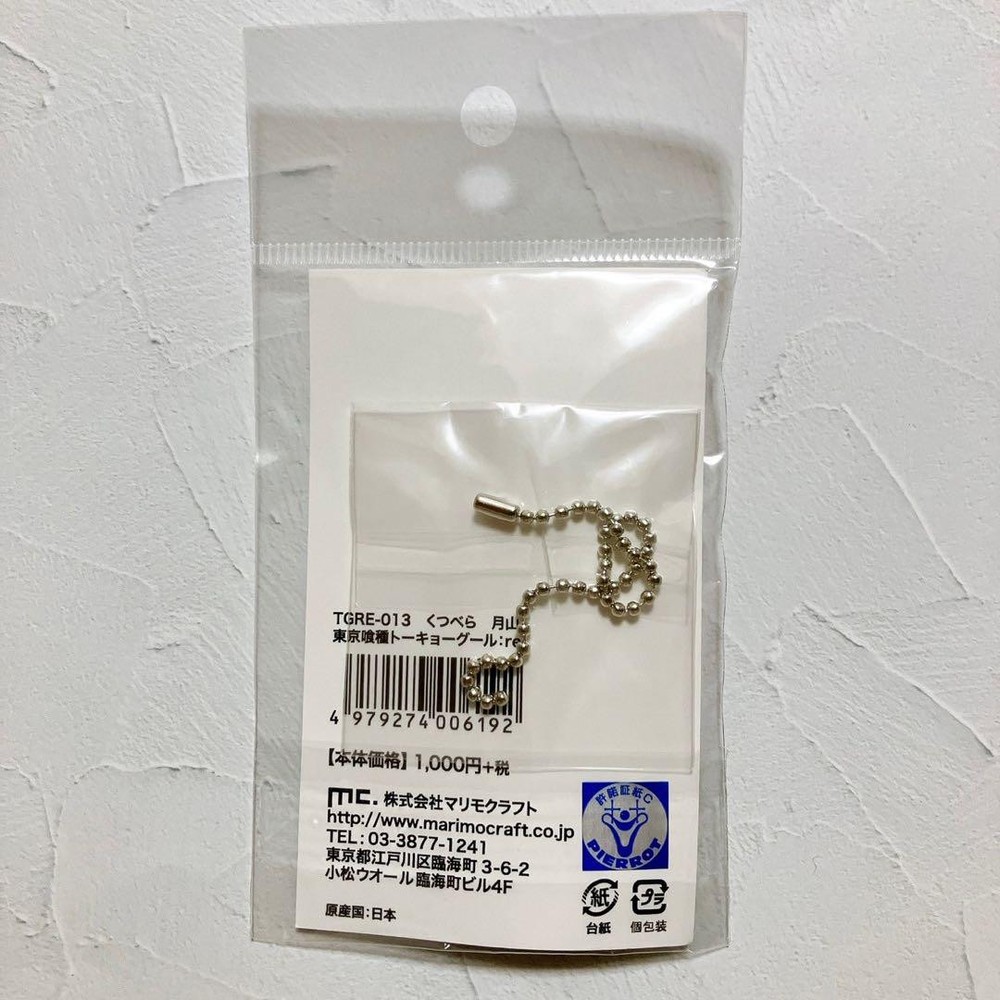 TGRE-013 くつべら 月山
東京喰種トーキョーグール:re
4 979274 006192
【本体価格】1,000円+税
mc. 株式会社マリモクラフト
http://www.marimocraft.co.jp
TEL:03-3877-1241
東京都江戸川区臨海町3-6-2
小松ウオール臨海町ビル4F
原産国:日本
許諾証紙C
PIERROT
紙
台紙
プラ
個包装